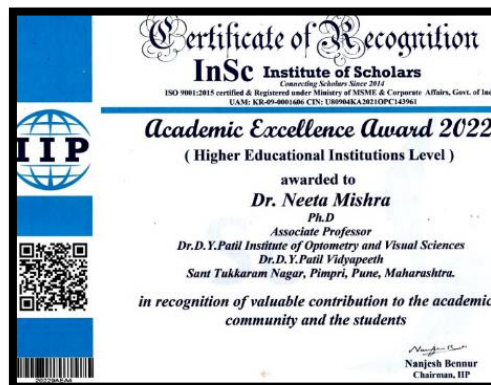 Certificate of Recognition
InSc Institute of Scholars
Connecting Scholars Since 2014
ISO 9001:2015 certified & Registered under Ministry of MSME & Corporate Affairs, Govt. of Ind
UAM: KR-09-0001606 CIN: U80904KA2021OPC143961
IIP
Academic Excellence Award 2022
( Higher Educational Institutions Level )
awarded to
Dr. Neeta Mishra
Ph.D
Associate Professor
Dr.D.Y.Patil Institute of Optometry and Visual Sciences
Dr.D.Y.Patil Vidyapeeth
Sant Tukkaram Nagar, Pimpri, Pune, Maharashtra.
in recognition of valuable contribution to the academic
community and the students
Nanjesh Bennur
Chairman, IIP